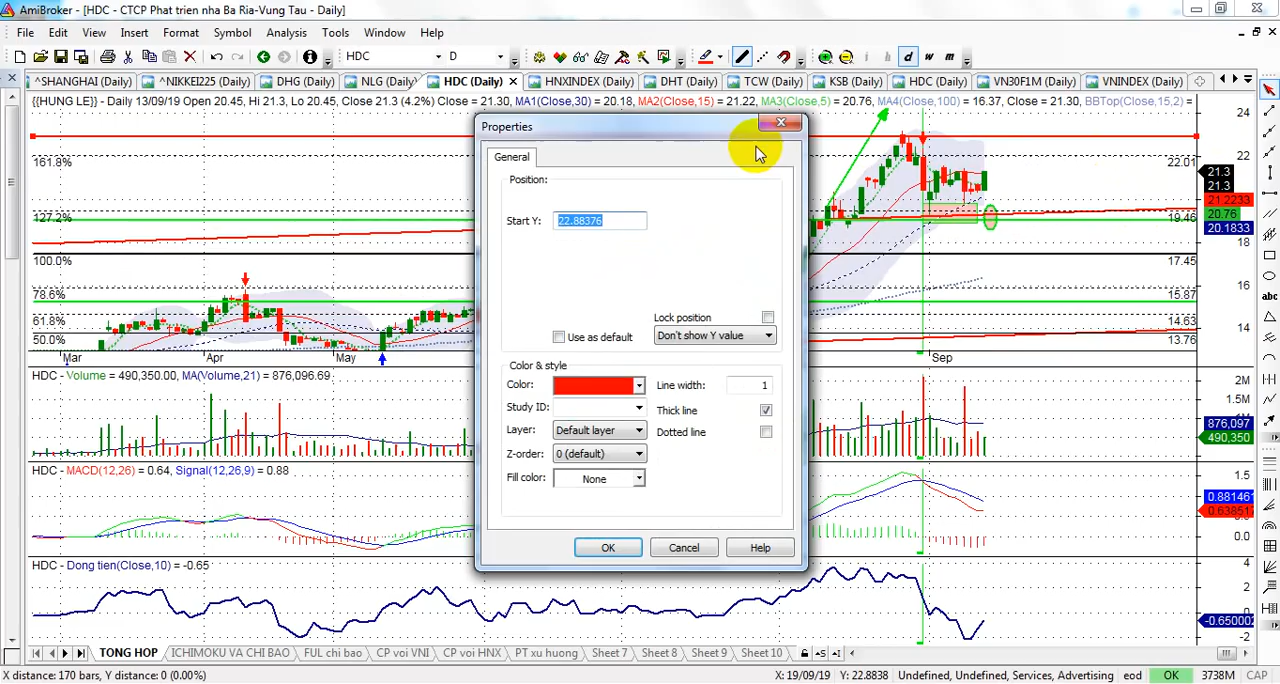 AmiBroker - [HDC - CTCP Phat trien nha Ba Ria-Vung Tau - Daily]
File Edit View Insert Format Symbol Analysis Tools Window Help
HDC D d w m
^SHANGHAI (Daily) ^NIKKEI225 (Daily) DHG (Daily) NLG (Daily) HDC (Daily) HNXINDEX (Daily) DHT (Daily) TCW (Daily) KSB (Daily) HDC (Daily) VN30F1M (Daily) VNINDEX (Daily)
{{HUNG LE}} - Daily 13/09/19 Open 20.45, Hi 21.3, Lo 20.45, Close 21.3 (4.2%) Close = 21.30, MA1(Close,30) = 20.18, MA2(Close,15) = 21.22, MA3(Close,5) = 20.76, MA4(Close,100) = 16.37, Close = 21.30, BBTop(Close,15,2)
24
22
22.01
21.3
21.3
21.2233
20.76
19.46
20.1833
18
17.45
15.87
14.63
14
13.76
161.8%
127.2%
100.0%
78.6%
61.8%
50.0%
Mar Apr May Sep
Properties
General
Position:
Start Y: 22.88376
Lock position
Use as default Don't show Y value
Color & style
Color: Line width: 1
Study ID: Thick line
Layer: Default layer Dotted line
Z-order: 0 (default)
Fill color: None
OK Cancel Help
HDC - Volume = 490,350.00, MA(Volume,21) = 876,096.69
2M
1.5M
876,097
490,350
HDC - MACD(12,26) = 0.64, Signal(12,26,9) = 0.88
1.5
0.881461
0.638517
0.0
HDC - Dong tien(Close,10) = -0.65
4
2
0
-0.65000
-2
TONG HOP ICHIMOKU VA CHI BAO FUL chi bao CP voi VNI CP voi HNX PT xu huong Sheet 7 Sheet 8 Sheet 9 Sheet 10
X distance: 170 bars, Y distance: 0 (0.00%) X: 19/09/19 Y: 22.8838 Undefined, Undefined, Services, Advertising eod OK 3738M CAP
abc